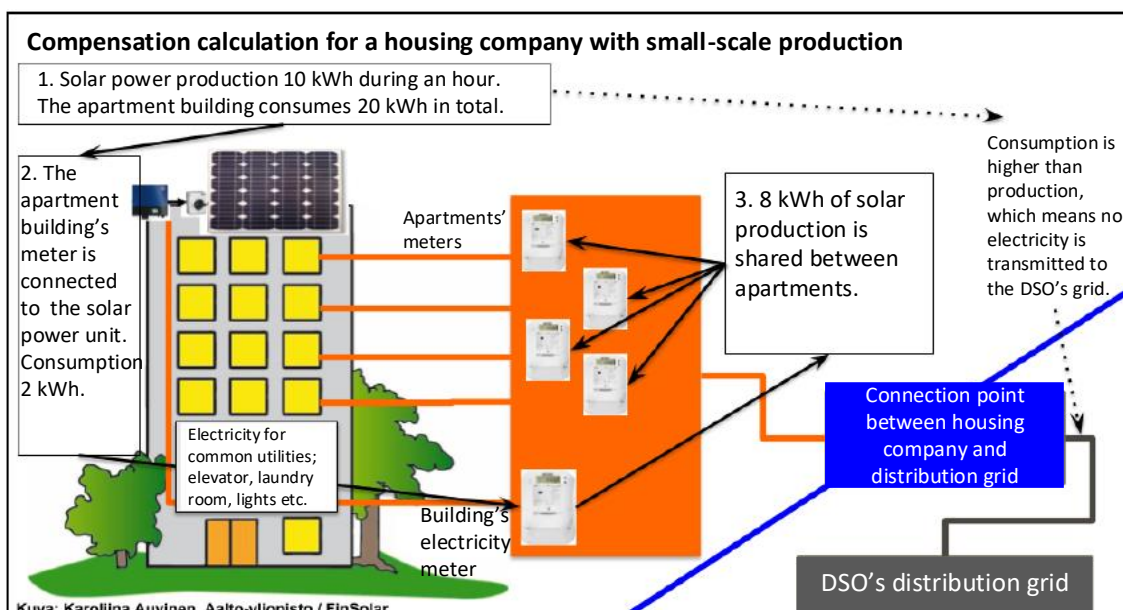 Compensation calculation for a housing company with small-scale production
1. Solar power production 10 kWh during an hour.
The apartment building consumes 20 kWh in total.
Consumption is
higher than
production,
which means no
electricity is
transmitted to
the DSO's grid.
2. The
apartment
building's
meter is
connected
to the solar
power unit.
Consumption
2 kWh.
Apartments'
meters
3. 8 kWh of solar
production is
shared between
apartments.
Electricity for
common utilities;
elevator, laundry
room, lights etc.
Building's
electricity
meter
Connection point
between housing
company and
distribution grid
DSO's distribution grid
Kuva: Karoliina Auvinen, Aalto-yliopisto / FinSolar